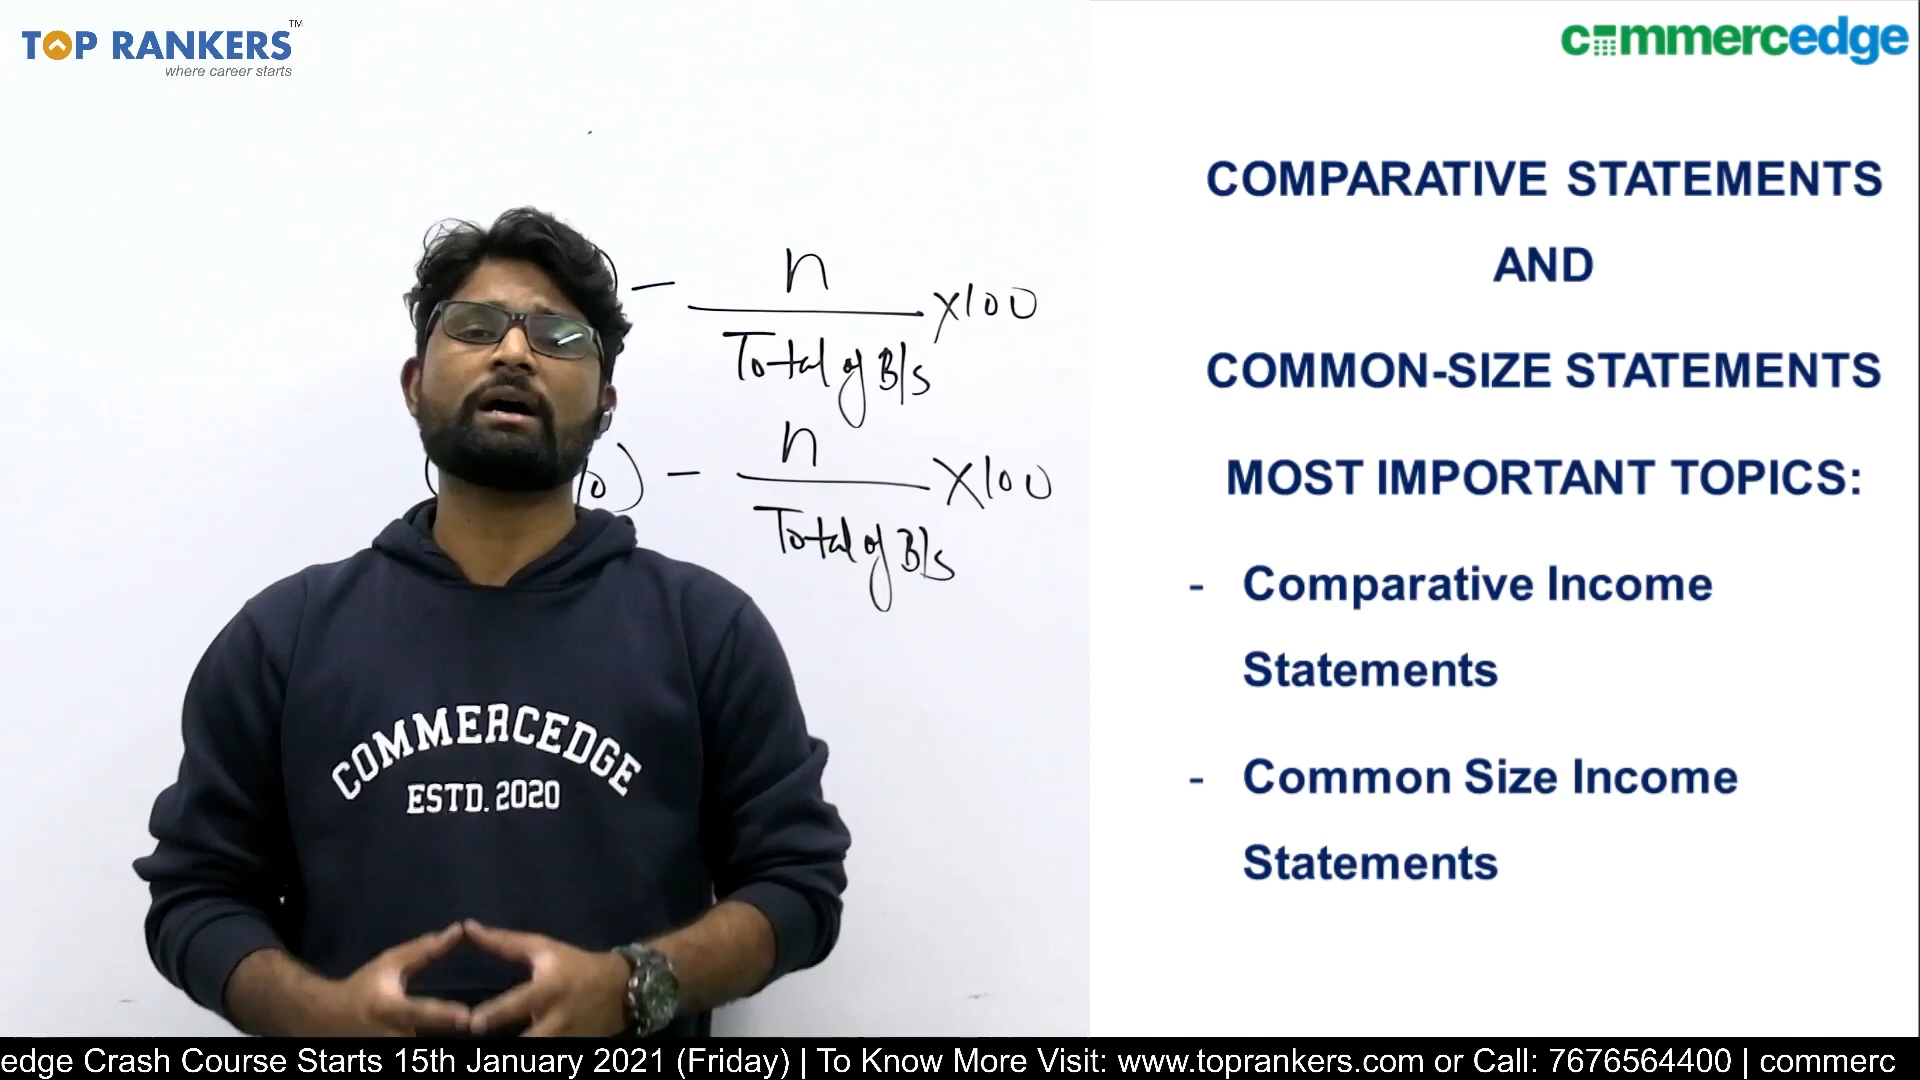 TOP RANKERS™
where career starts
commercedge
n
— ×100
Total of B/s
n
— ×100
Total of B/s
COMMERCEDGE
ESTD. 2020
COMPARATIVE STATEMENTS
AND
COMMON-SIZE STATEMENTS
MOST IMPORTANT TOPICS:
- Comparative Income
Statements
- Common Size Income
Statements
edge Crash Course Starts 15th January 2021 (Friday) | To Know More Visit: www.toprankers.com or Call: 7676564400 | commerc